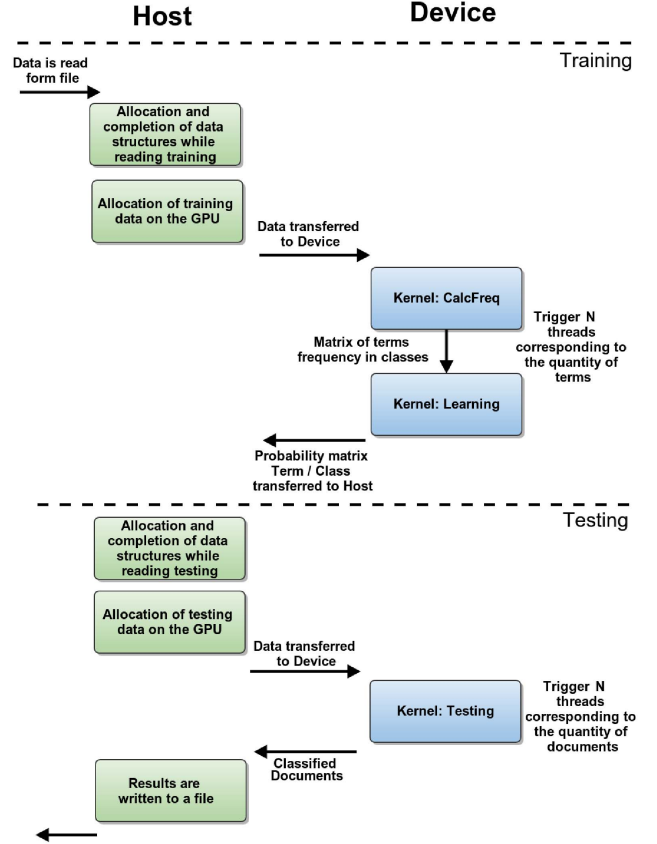 Host
Device
Training
Data is read
form file
Allocation and
completion of data
structures while
reading training
Allocation of training
data on the GPU
Data transferred
to Device
Kernel: CalcFreq
Trigger N
threads
corresponding to
the quantity of
terms
Matrix of terms
frequency in classes
Kernel: Learning
Probability matrix
Term / Class
transferred to Host
Testing
Allocation and
completion of data
structures while
reading testing
Allocation of testing
data on the GPU
Data transferred
to Device
Kernel: Testing
Trigger N
threads
corresponding to
the quantity of
documents
Classified
Documents
Results are
written to a file